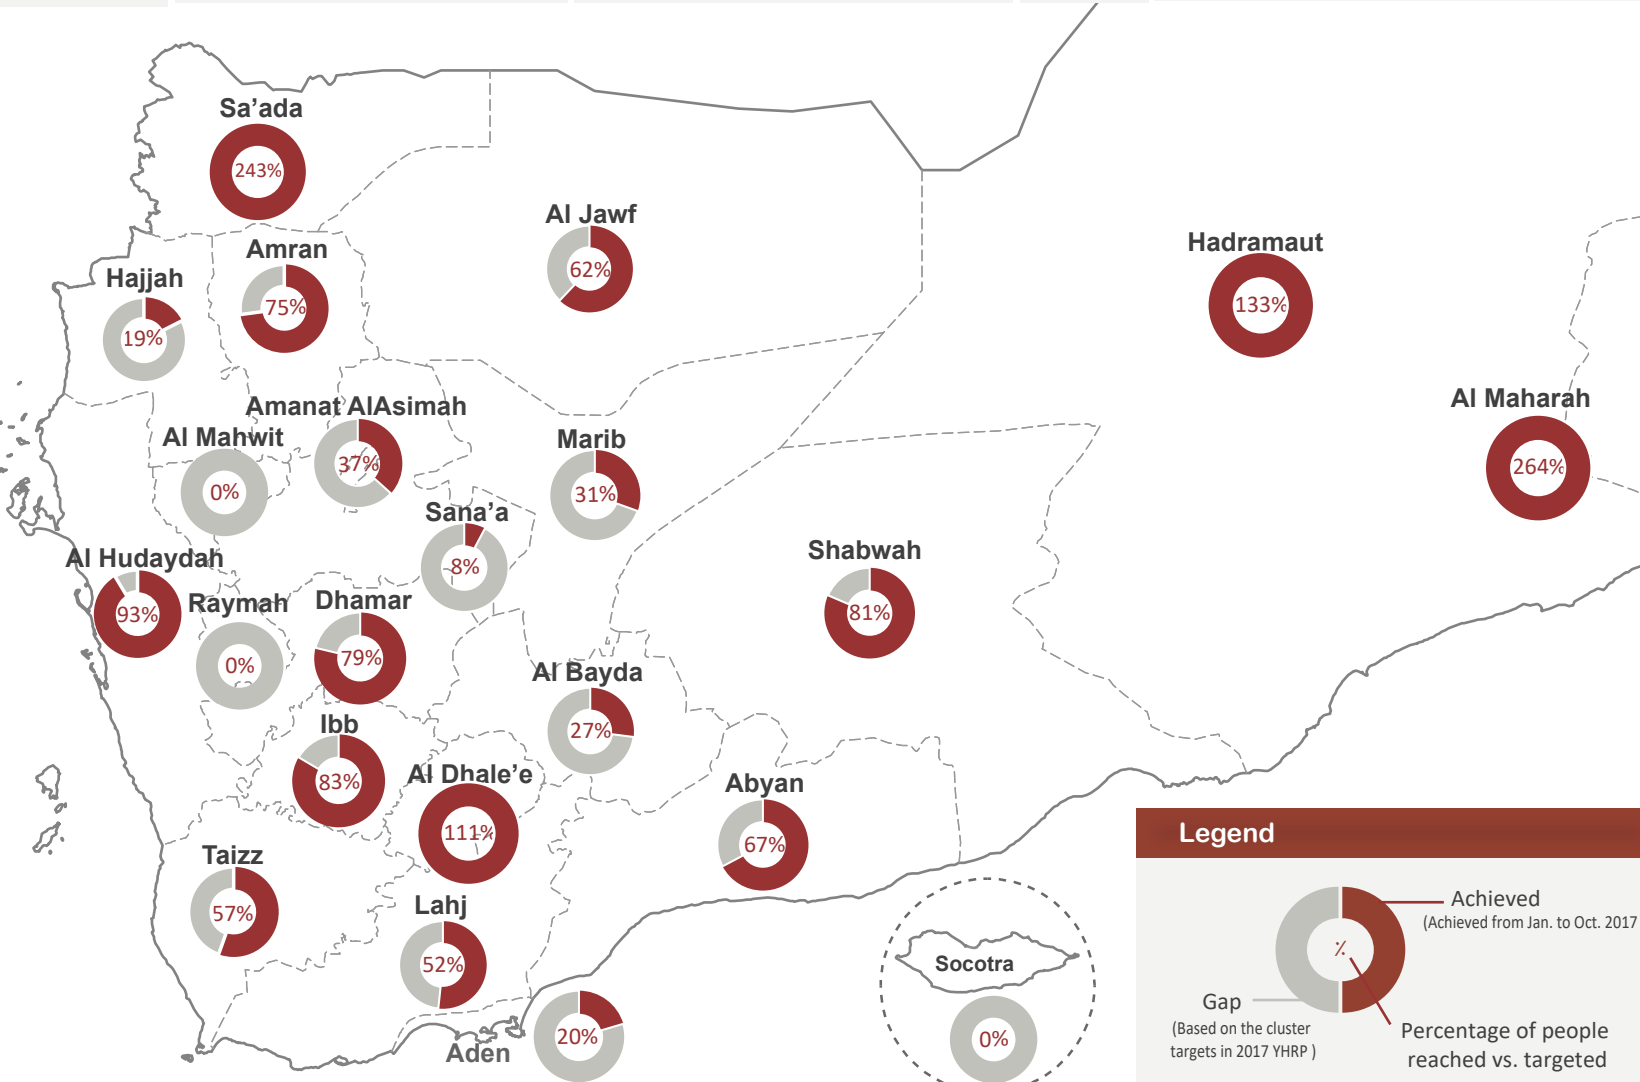 Sa’ada
243%
Al Jawf
62%
Hadramaut
133%
Amran
75%
Hajjah
19%
Al Maharah
264%
Amanat AlAsimah
37%
Al Mahwit
0%
Marib
31%
Sana’a
8%
Shabwah
81%
Al Hudaydah
93%
Raymah
0%
Dhamar
79%
Al Bayda
27%
Ibb
83%
Al Dhale’e
111%
Abyan
67%
Taizz
57%
Lahj
52%
Aden
20%
Socotra
0%
Legend
Achieved
(Achieved from Jan. to Oct. 2017
٪
Gap
(Based on the cluster
targets in 2017 YHRP )
Percentage of people
reached vs. targeted